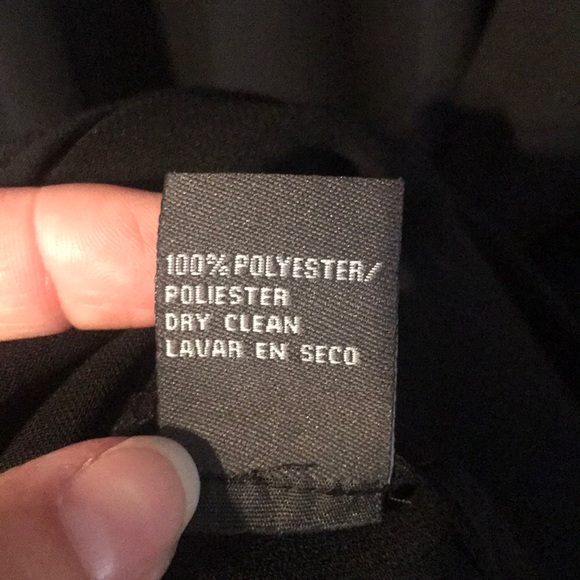 100% POLYESTER/
POLIESTER
DRY CLEAN
LAVAR EN SECO